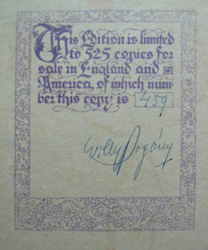 This Edition is limited
to 525 copies for
sale in England and
America, of which num
ber this copy is 459
Willy Pogány